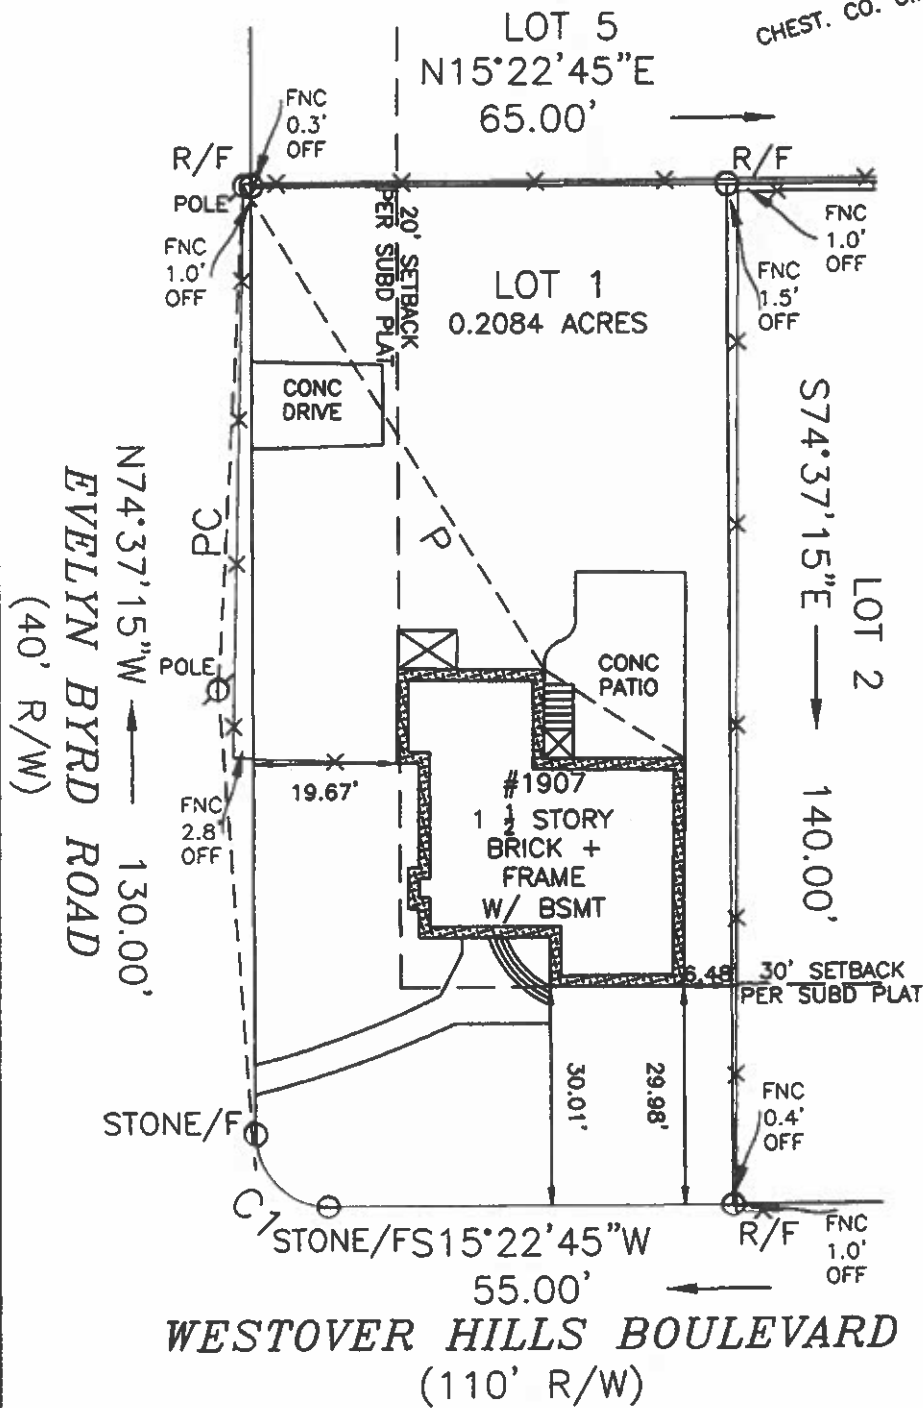 LOT 5
N15°22'45"E
65.00'
CHEST. CO.
FNC
0.3'
OFF
R/F
R/F
POLE
FNC
1.0'
OFF
20' SETBACK
PER SUBD PLAT
FNC
1.0'
OFF
FNC
1.5'
OFF
LOT 1
0.2084 ACRES
CONC
DRIVE
N74°37'15"W 130.00'
EVELYN BYRD ROAD
(40' R/W)
PC
P
S74°37'15"E 140.00'
LOT 2
POLE
CONC
PATIO
19.67'
FNC
2.8'
OFF
#1907
1 1/2 STORY
BRICK +
FRAME
W/ BSMT
6.48'
30' SETBACK
PER SUBD PLAT
30.01'
29.98'
FNC
0.4'
OFF
STONE/F
C1
STONE/F
S15°22'45"W
55.00'
R/F
FNC
1.0'
OFF
WESTOVER HILLS BOULEVARD
(110' R/W)